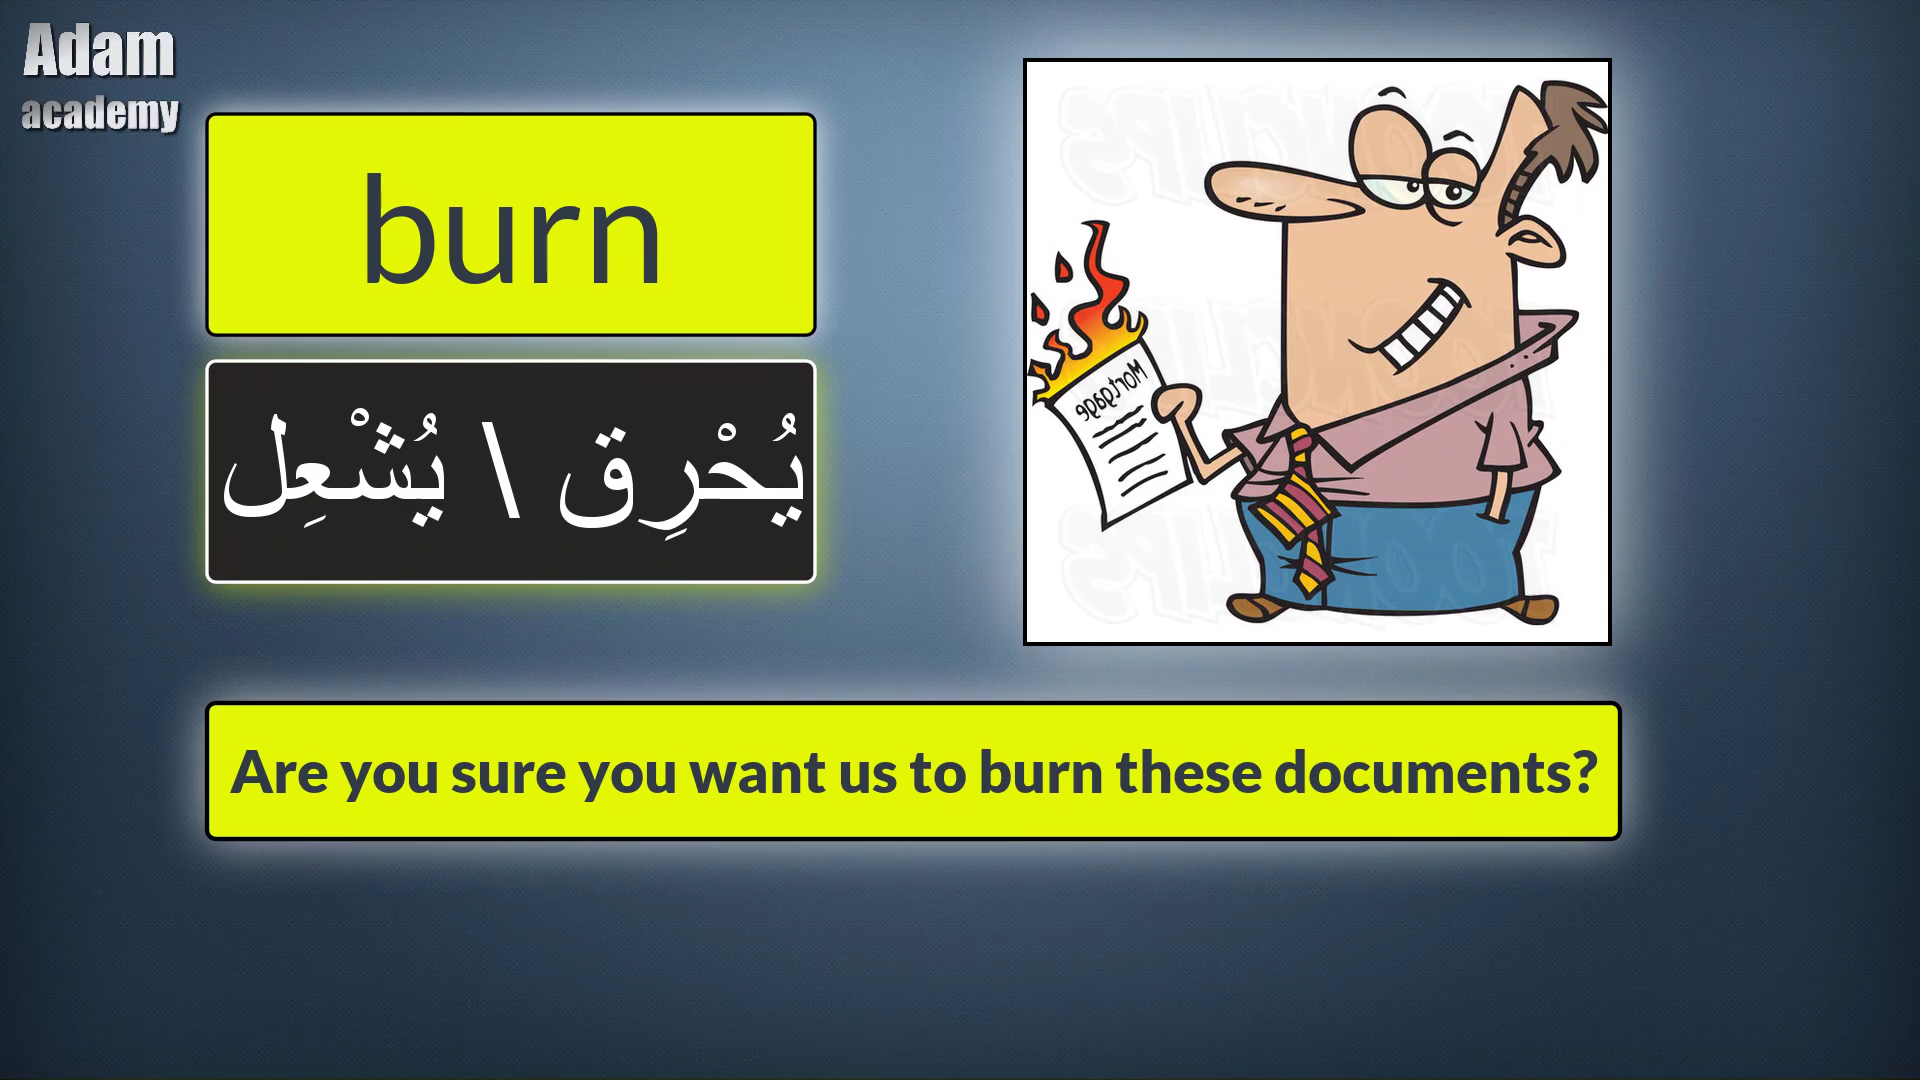 Adam
academy
burn
يُحْرِق \ يُشْعِل
Mortgage
Are you sure you want us to burn these documents?